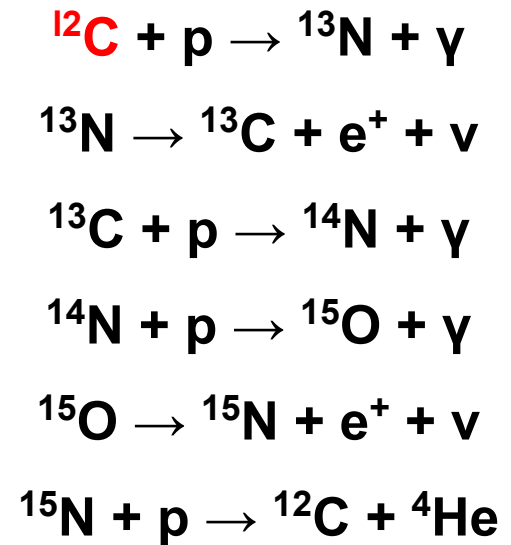 ¹²C + p → ¹³N + γ
¹³N → ¹³C + e⁺ + ν
¹³C + p → ¹⁴N + γ
¹⁴N + p → ¹⁵O + γ
¹⁵O → ¹⁵N + e⁺ + ν
¹⁵N + p → ¹²C + ⁴He